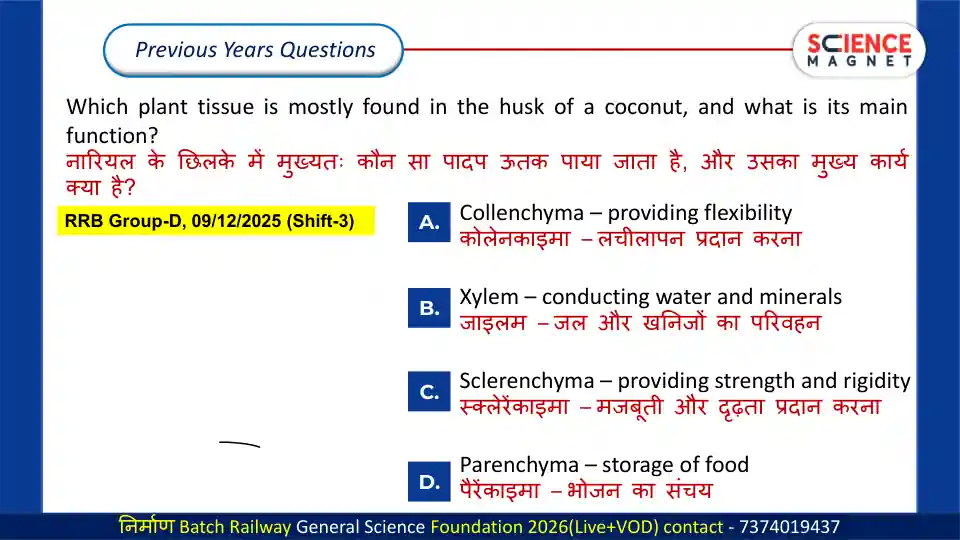 Previous Years Questions
SCIENCE
MAGNET
Which plant tissue is mostly found in the husk of a coconut, and what is its main
function?
नारियल के छिलके में मुख्यतः कौन सा पादप ऊतक पाया जाता है, और उसका मुख्य कार्य
क्या है?
RRB Group-D, 09/12/2025 (Shift-3)
A.
Collenchyma – providing flexibility
कोलेनकाइमा – लचीलापन प्रदान करना
B.
Xylem – conducting water and minerals
जाइलम – जल और खनिजों का परिवहन
C.
Sclerenchyma – providing strength and rigidity
स्क्लेरेंकाइमा – मजबूती और दृढ़ता प्रदान करना
D.
Parenchyma – storage of food
पैरेंकाइमा – भोजन का संचय
निर्माण Batch Railway General Science Foundation 2026(Live+VOD) contact - 7374019437